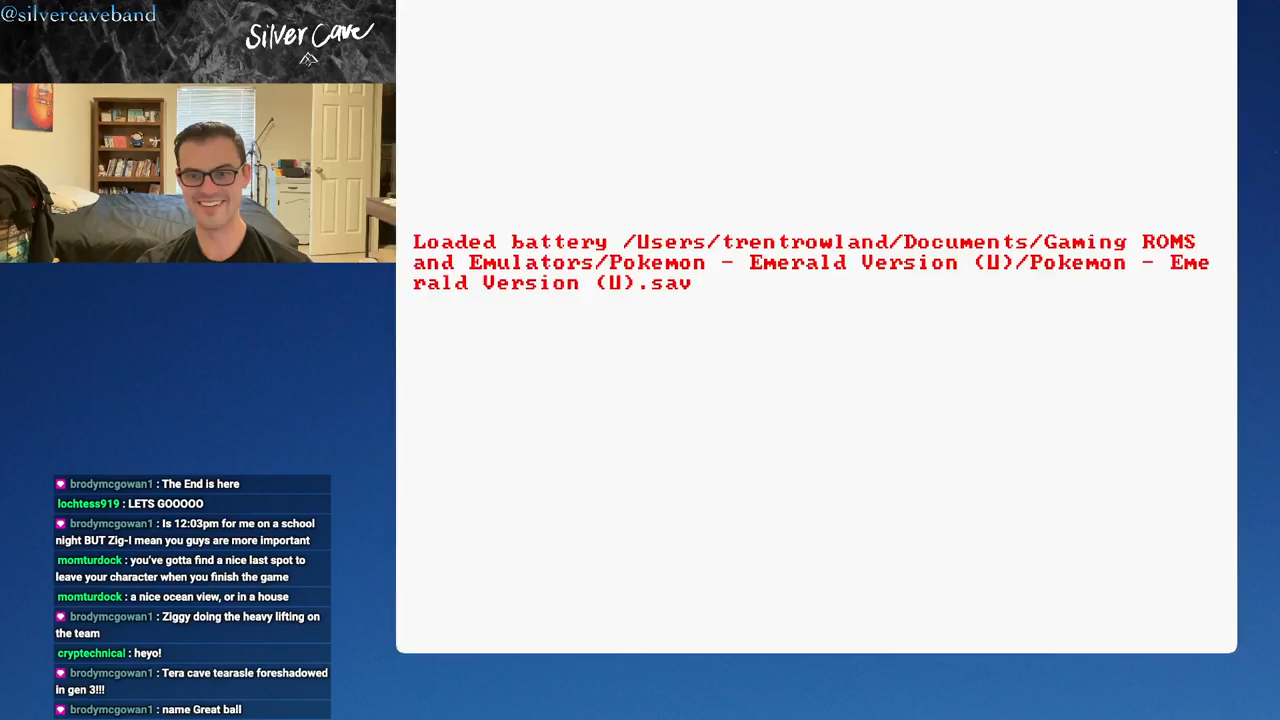 @silvercaveband
Silver Cave
Loaded battery /Users/trentrowland/Documents/Gaming ROMS
and Emulators/Pokemon - Emerald Version (U)/Pokemon - Eme
rald Version (U).sav
brodymcgowan1 : The End is here
lochtess919 : LETS GOOOOO
brodymcgowan1 : Is 12:03pm for me on a school
night BUT Zig-I mean you guys are more important
momturdock : you've gotta find a nice last spot to
leave your character when you finish the game
momturdock : a nice ocean view, or in a house
brodymcgowan1 : Ziggy doing the heavy lifting on
the team
cryptechnical : heyo!
brodymcgowan1 : Tera cave tearasle foreshadowed
in gen 3!!!
brodymcgowan1 : name Great ball